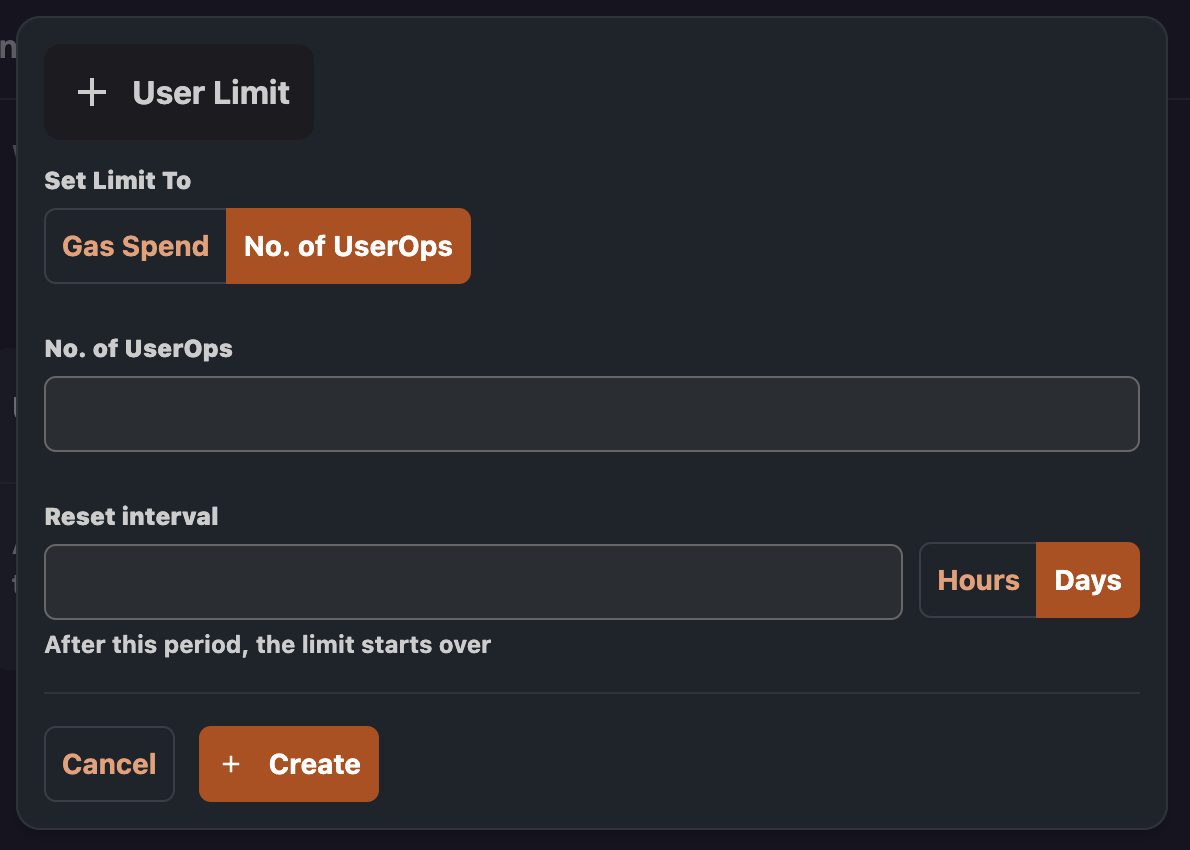 + User Limit
Set Limit To
Gas Spend No. of UserOps
No. of UserOps
Reset interval
Hours Days
After this period, the limit starts over
Cancel + Create